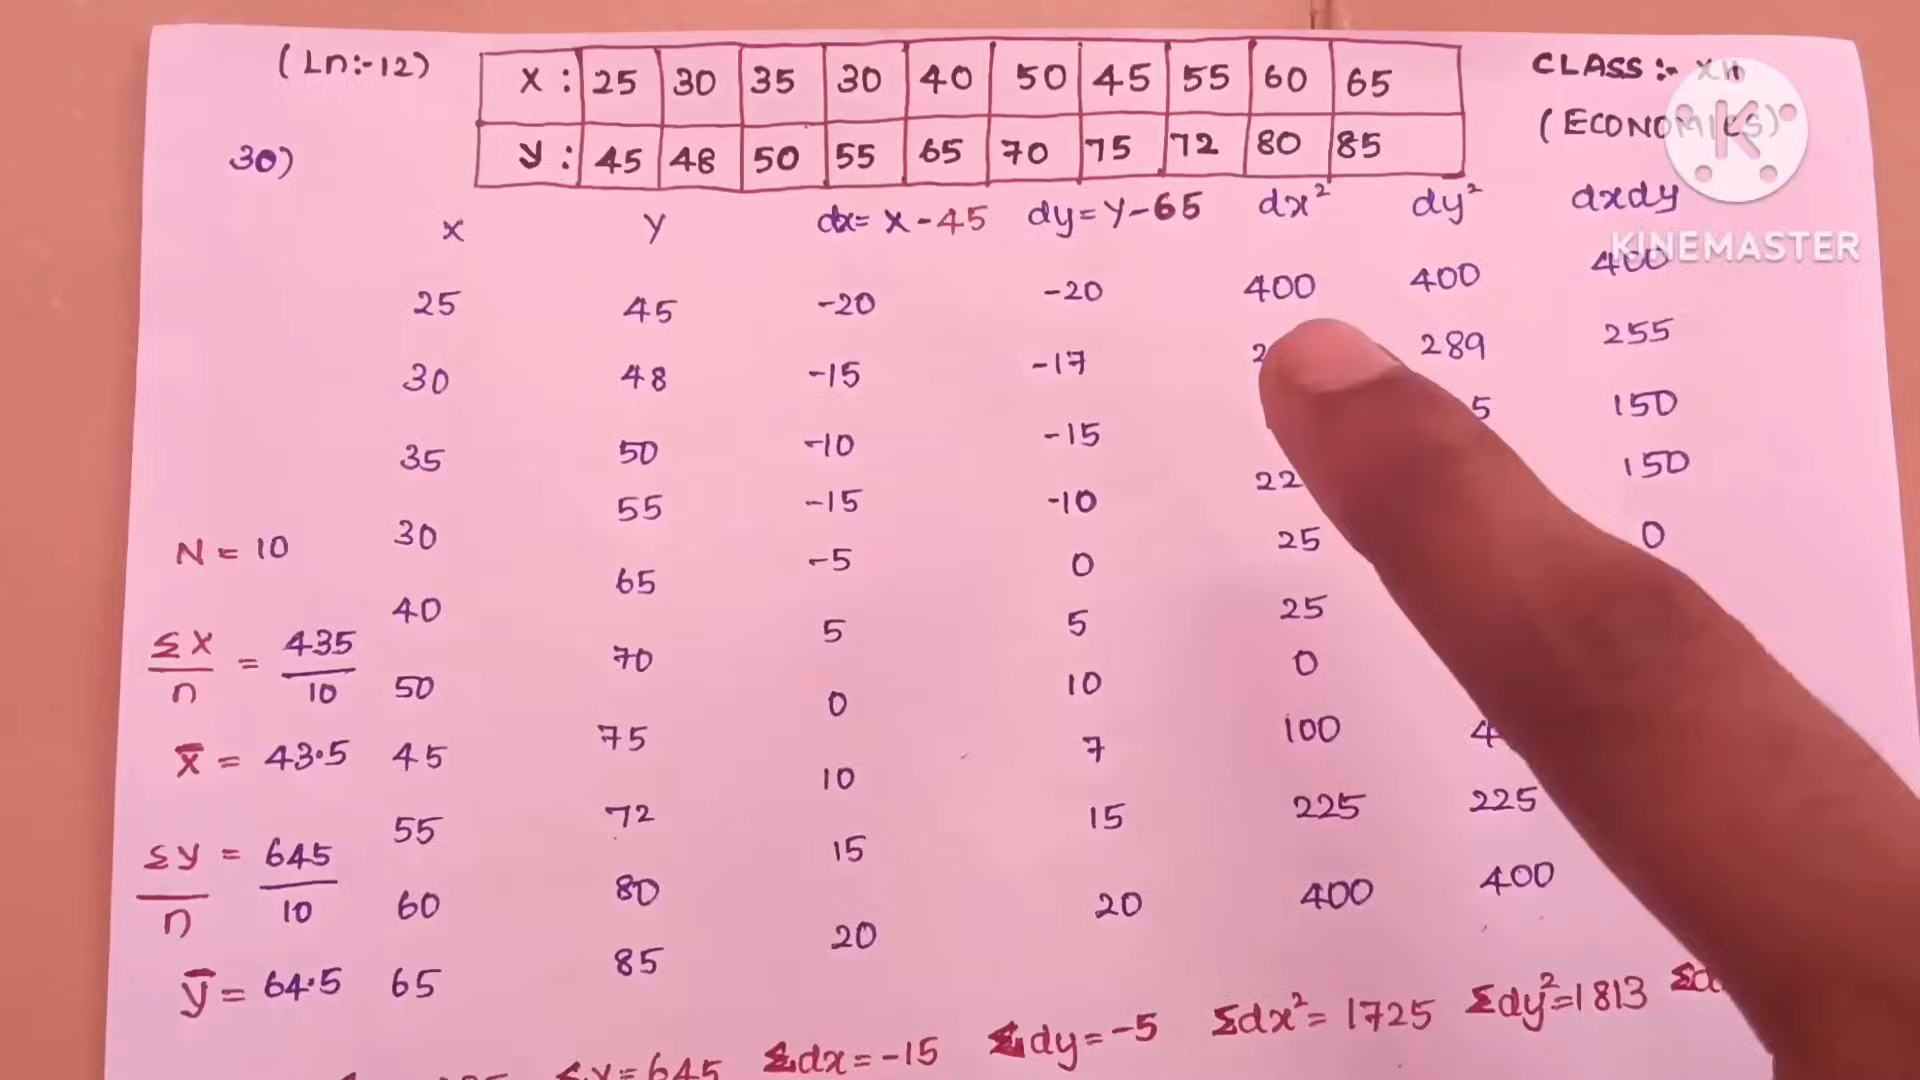 (Ln:-12)
X : 25 30 35 30 40 50 45 55 60 65
CLASS :- XII
(ECONOMICS)
30)
y : 45 48 50 55 65 70 75 72 80 85
X Y dx= X-45 dy=Y-65 dx² dy² dxdy
KINEMASTER
25 45 -20 -20 400 400 400
30 48 -15 -17 289 255
35 50 -10 -15 150
30 55 -15 -10 150
N = 10
40 65 -5 0 25 0
50 70 5 5 25
ΣX/n = 435/10
45 75 0 10 0
x̄ = 43.5
55 72 10 7 100
Σy/n = 645/10
60 80 15 15 225 225
65 85 20 20 400 400
ȳ = 64.5
Σy=645 Σdx=-15 Σdy=-5 Σdx²= 1725 Σdy²=1813